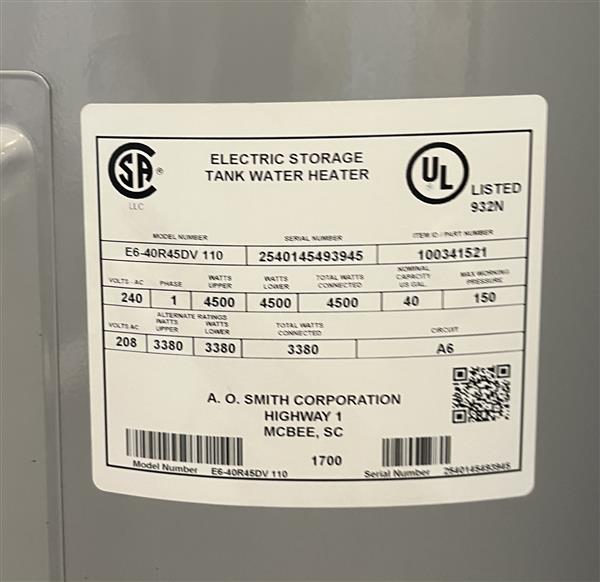 SA ®
LLC
ELECTRIC STORAGE
TANK WATER HEATER
UL ®
LISTED
932N
MODEL NUMBER SERIAL NUMBER ITEM ID / PART NUMBER
E6-40R45DV 110 2540145493945 100341521
VOLTS - AC PHASE WATTS UPPER WATTS LOWER TOTAL WATTS CONNECTED NOMINAL CAPACITY US GAL. MAX WORKING PRESSURE
240 1 4500 4500 4500 40 150
ALTERNATE RATINGS
VOLTS AC WATTS UPPER WATTS LOWER TOTAL WATTS CONNECTED CIRCUIT
208 3380 3380 3380 A6
A. O. SMITH CORPORATION
HIGHWAY 1
MCBEE, SC
1700
Model Number E6-40R45DV 110 Serial Number 2540145493945